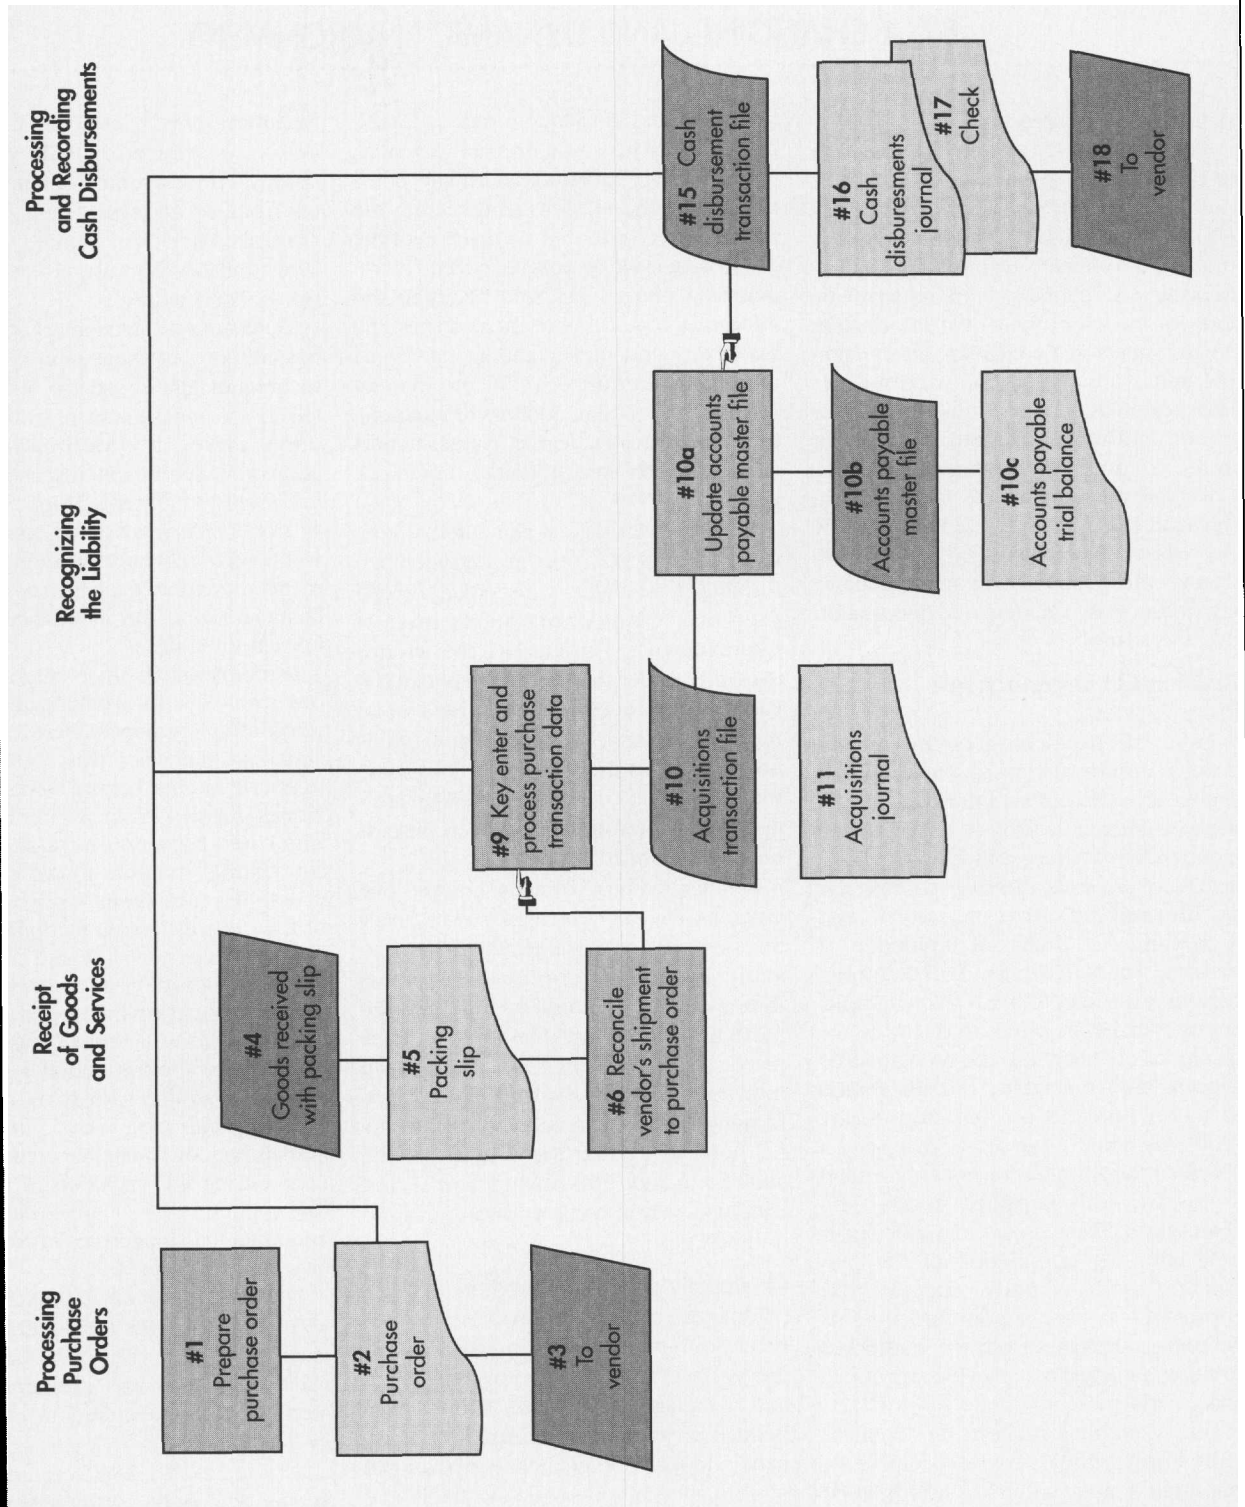 Processing
Purchase
Orders
#1
Prepare
purchase order
#2
Purchase
order
#3
To
vendor
Receipt
of Goods
and Services
#4
Goods received
with packing slip
#5
Packing
slip
#6 Reconcile
vendor's shipment
to purchase order
Recognizing
the Liability
#9 Key enter and
process purchase
transaction data
#10
Acquisitions
transaction file
#11
Acquisitions
journal
#10a
Update accounts
payable master file
#10b
Accounts payable
master file
#10c
Accounts payable
trial balance
Processing
and Recording
Cash Disbursements
#15 Cash
disbursement
transaction file
#16
Cash
disburesments
journal
#17
Check
#18
To
vendor